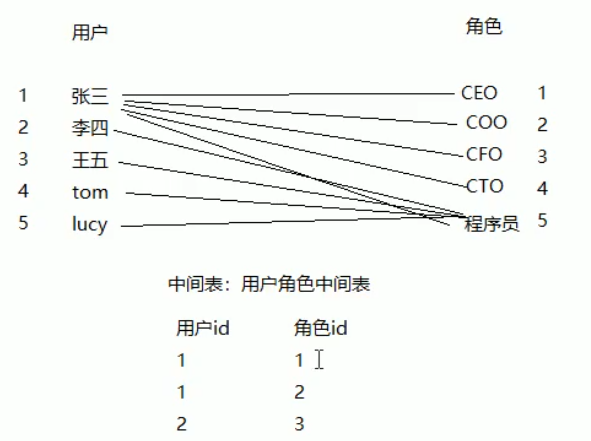 用户 角色
1 张三 CEO 1
2 李四 COO 2
3 王五 CFO 3
4 tom CTO 4
5 lucy 程序员 5
中间表：用户角色中间表
用户id 角色id
1 1
1 2
2 3